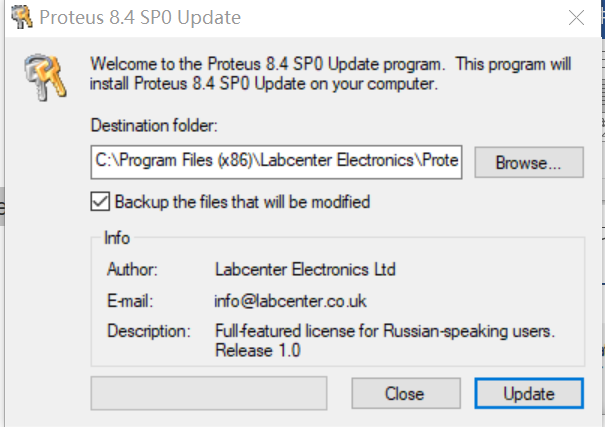 Proteus 8.4 SP0 Update
Welcome to the Proteus 8.4 SP0 Update program.  This program will
install Proteus 8.4 SP0 Update on your computer.
Destination folder:
C:\Program Files (x86)\Labcenter Electronics\Prote
Browse...
Backup the files that will be modified
Info
Author: Labcenter Electronics Ltd
E-mail: info@labcenter.co.uk
Description: Full-featured license for Russian-speaking users.
Release 1.0
Close
Update